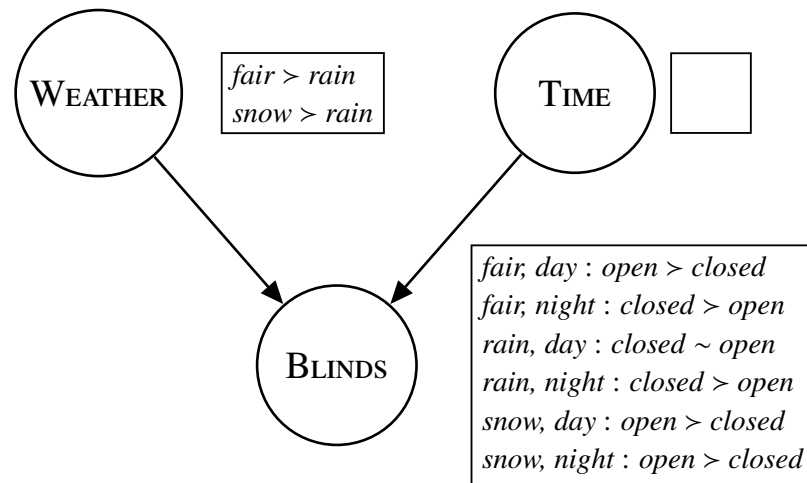 WEATHER
fair > rain
snow > rain
TIME
BLINDS
fair, day : open > closed
fair, night : closed > open
rain, day : closed ~ open
rain, night : closed > open
snow, day : open > closed
snow, night : open > closed